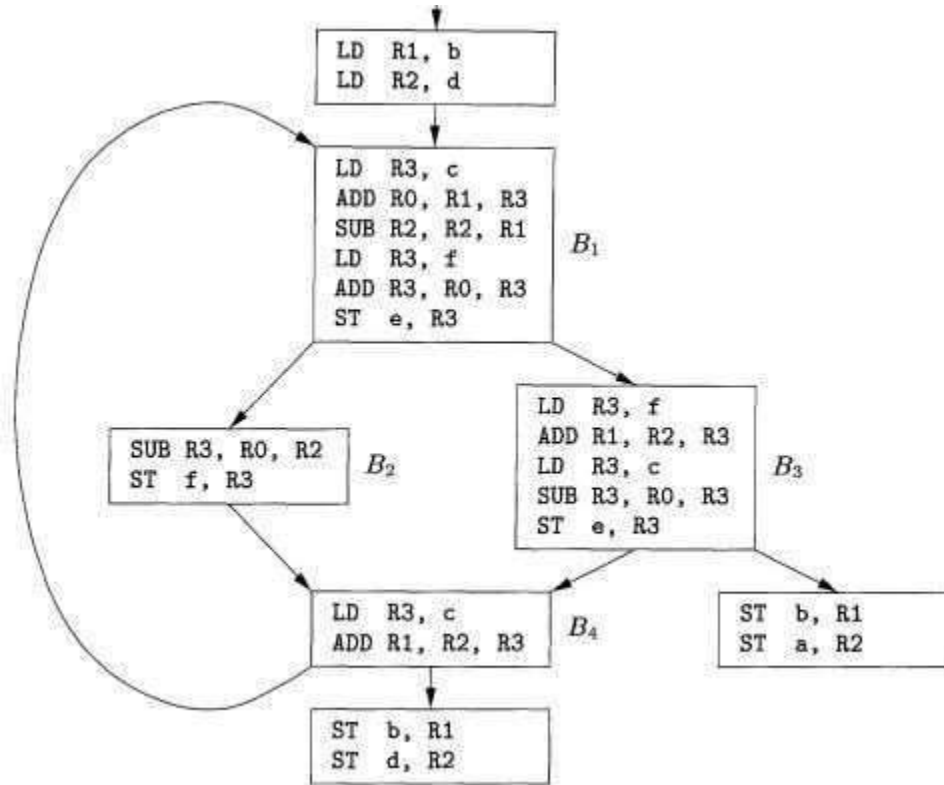 LD R1, b
LD R2, d
LD R3, c
ADD R0, R1, R3
SUB R2, R2, R1
LD R3, f
ADD R3, R0, R3
ST e, R3
B1
SUB R3, R0, R2
ST f, R3
B2
LD R3, f
ADD R1, R2, R3
LD R3, c
SUB R3, R0, R3
ST e, R3
B3
LD R3, c
ADD R1, R2, R3
B4
ST b, R1
ST a, R2
ST b, R1
ST d, R2